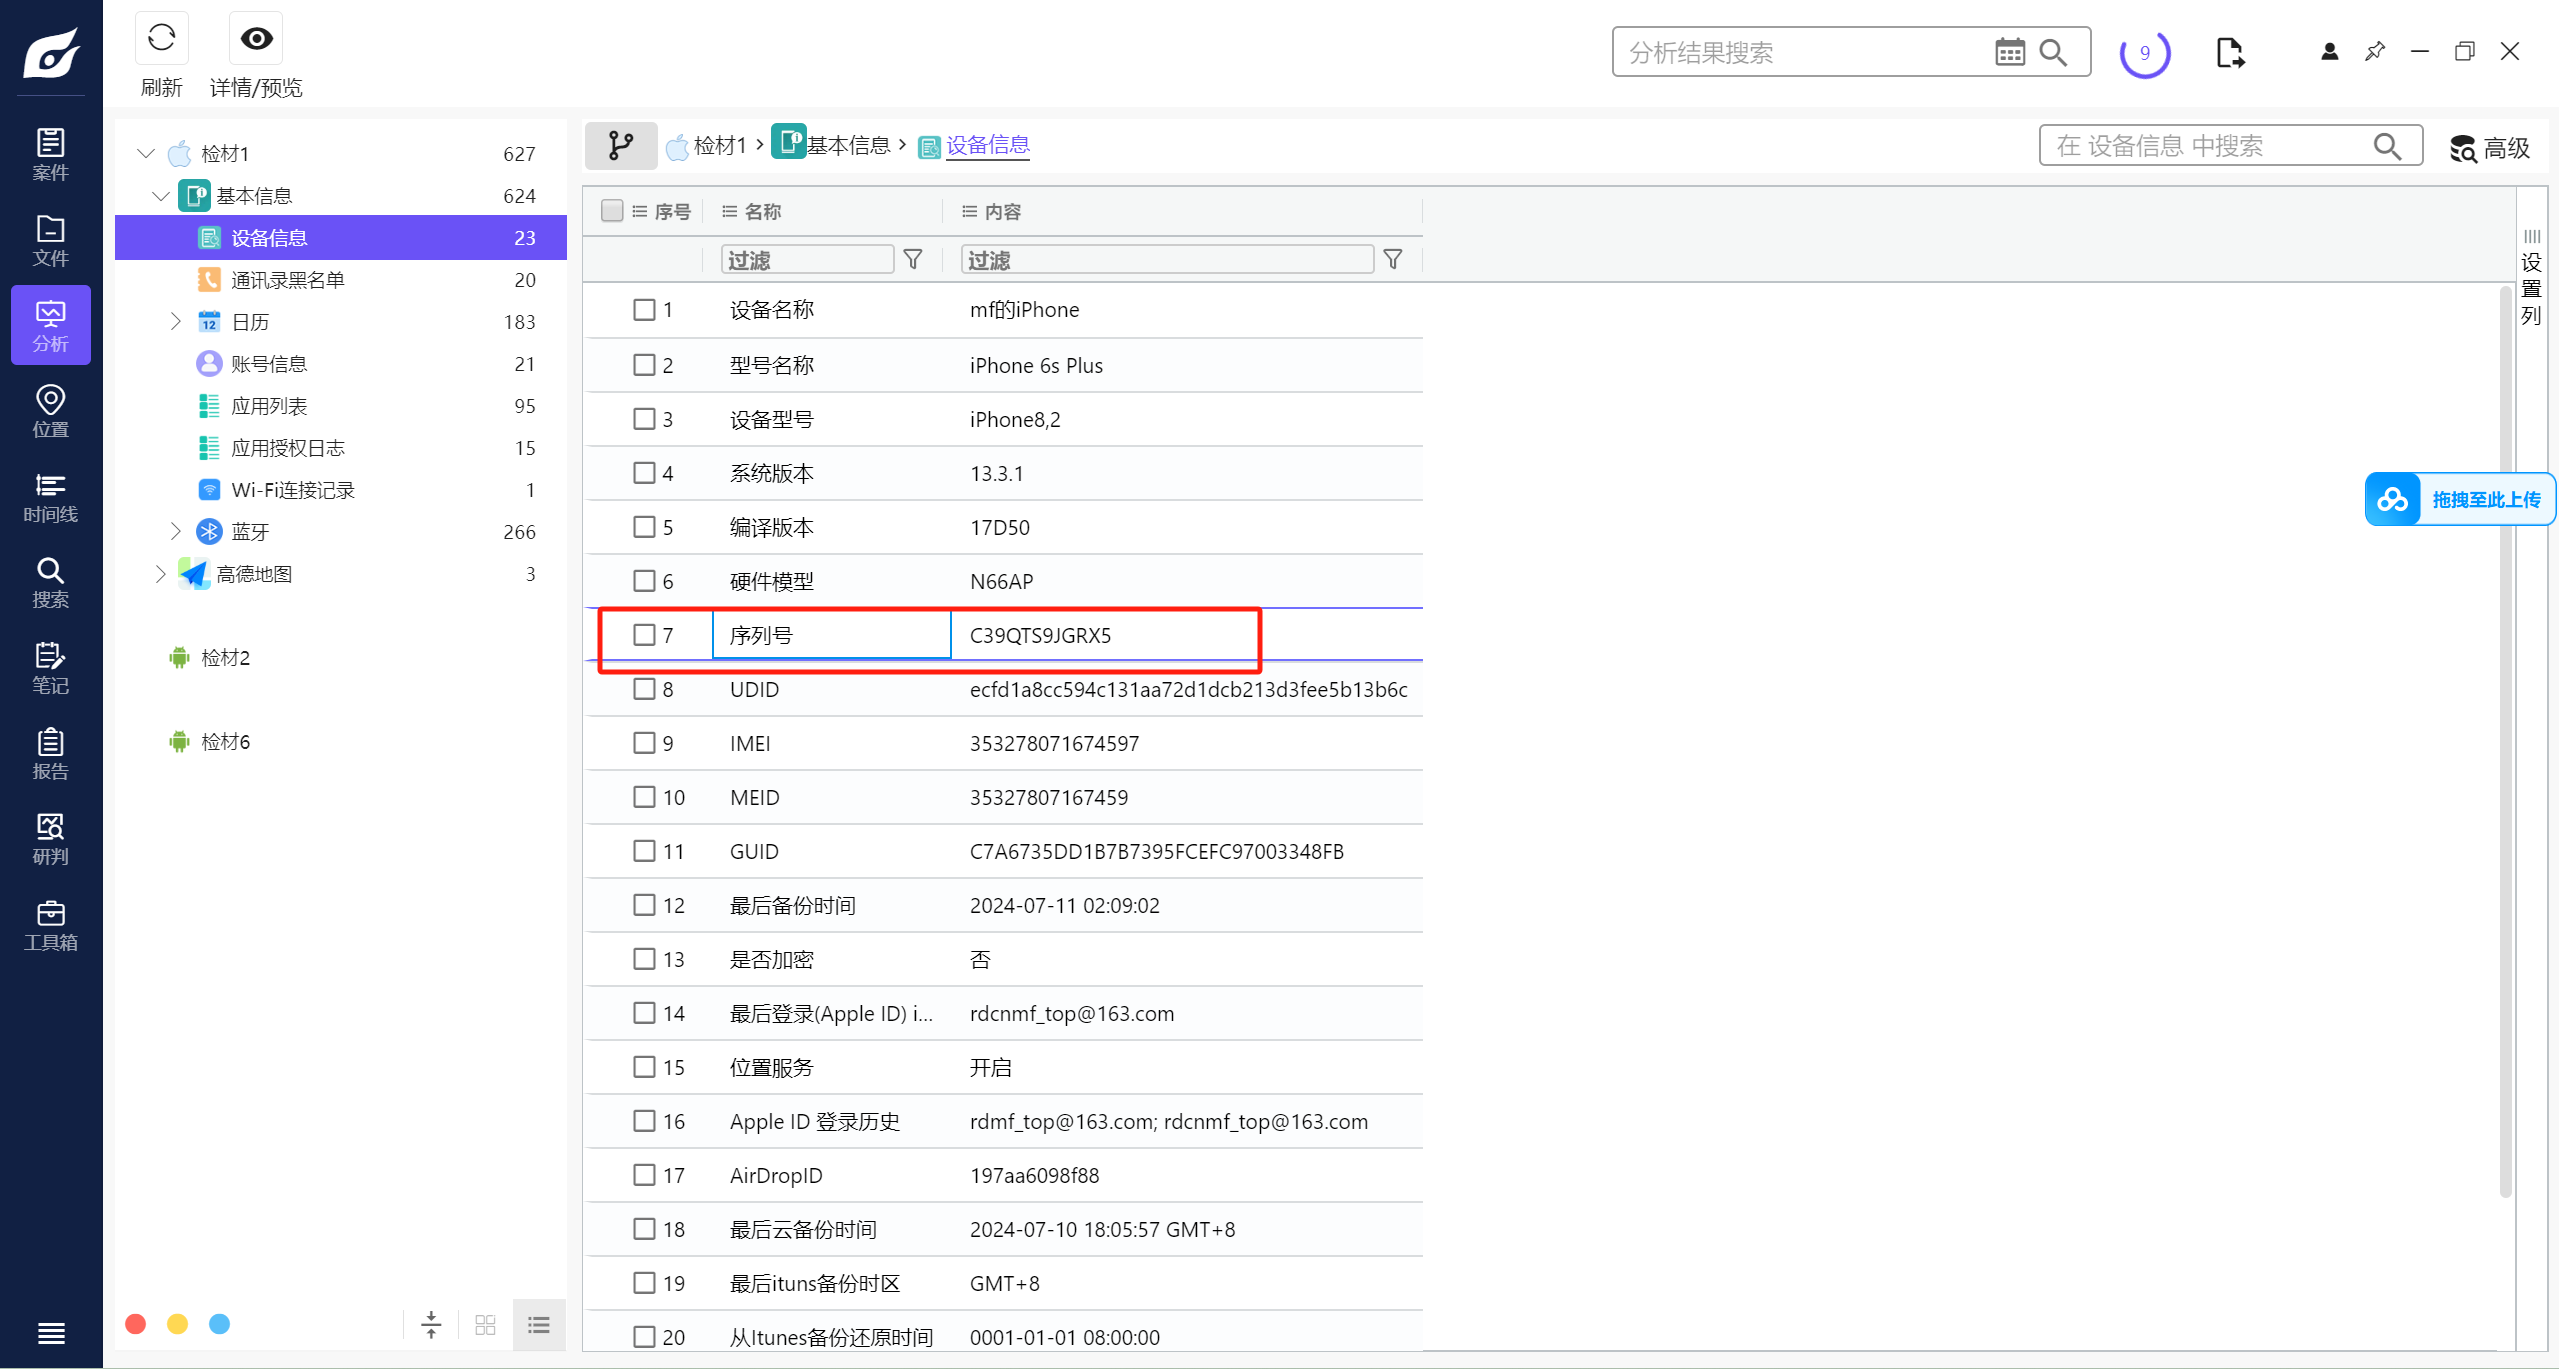 刷新
详情/预览
分析结果搜索
9
案件
文件
分析
位置
时间线
搜索
笔记
报告
研判
工具箱
检材1 627
基本信息 624
设备信息 23
通讯录黑名单 20
日历 183
账号信息 21
应用列表 95
应用授权日志 15
Wi-Fi连接记录 1
蓝牙 266
高德地图 3
检材2
检材6
检材1 › 基本信息 › 设备信息
在 设备信息 中搜索
高级
序号 名称 内容
过滤 过滤
1 设备名称 mf的iPhone
2 型号名称 iPhone 6s Plus
3 设备型号 iPhone8,2
4 系统版本 13.3.1
5 编译版本 17D50
6 硬件模型 N66AP
7 序列号 C39QTS9JGRX5
8 UDID ecfd1a8cc594c131aa72d1dcb213d3fee5b13b6c
9 IMEI 353278071674597
10 MEID 35327807167459
11 GUID C7A6735DD1B7B7395FCEFC97003348FB
12 最后备份时间 2024-07-11 02:09:02
13 是否加密 否
14 最后登录(Apple ID) i... rdcnmf_top@163.com
15 位置服务 开启
16 Apple ID 登录历史 rdmf_top@163.com; rdcnmf_top@163.com
17 AirDropID 197aa6098f88
18 最后云备份时间 2024-07-10 18:05:57 GMT+8
19 最后ituns备份时区 GMT+8
20 从Itunes备份还原时间 0001-01-01 08:00:00
设置列
拖拽至此上传